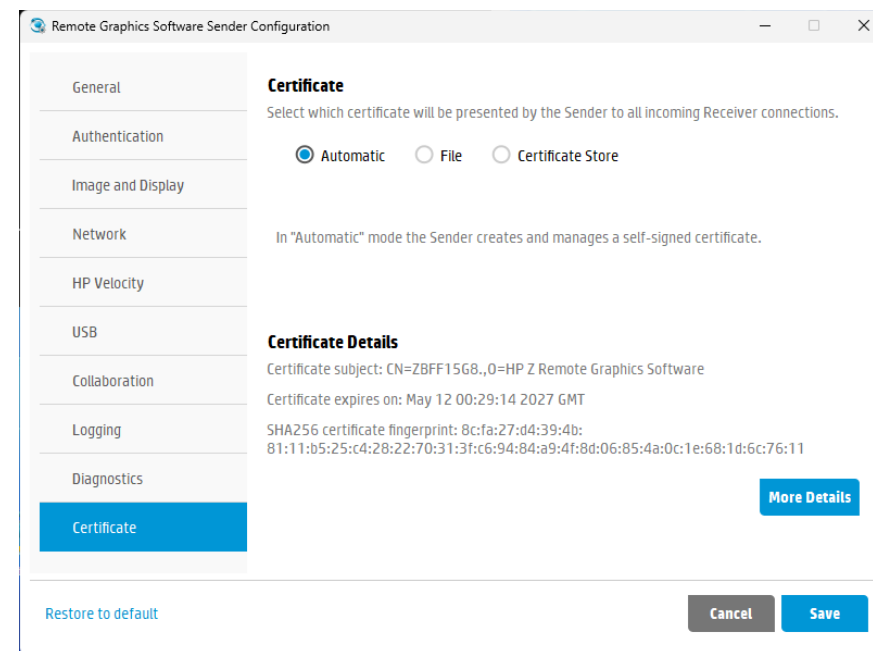 Remote Graphics Software Sender Configuration
General
Authentication
Image and Display
Network
HP Velocity
USB
Collaboration
Logging
Diagnostics
Certificate
Certificate
Select which certificate will be presented by the Sender to all incoming Receiver connections.
Automatic File Certificate Store
In "Automatic" mode the Sender creates and manages a self-signed certificate.
Certificate Details
Certificate subject: CN=ZBFF15G8.,O=HP Z Remote Graphics Software
Certificate expires on: May 12 00:29:14 2027 GMT
SHA256 certificate fingerprint: 8c:fa:27:d4:39:4b:
81:11:b5:25:c4:28:22:70:31:3f:c6:94:84:a9:4f:8d:06:85:4a:0c:1e:68:1d:6c:76:11
More Details
Restore to default
Cancel
Save